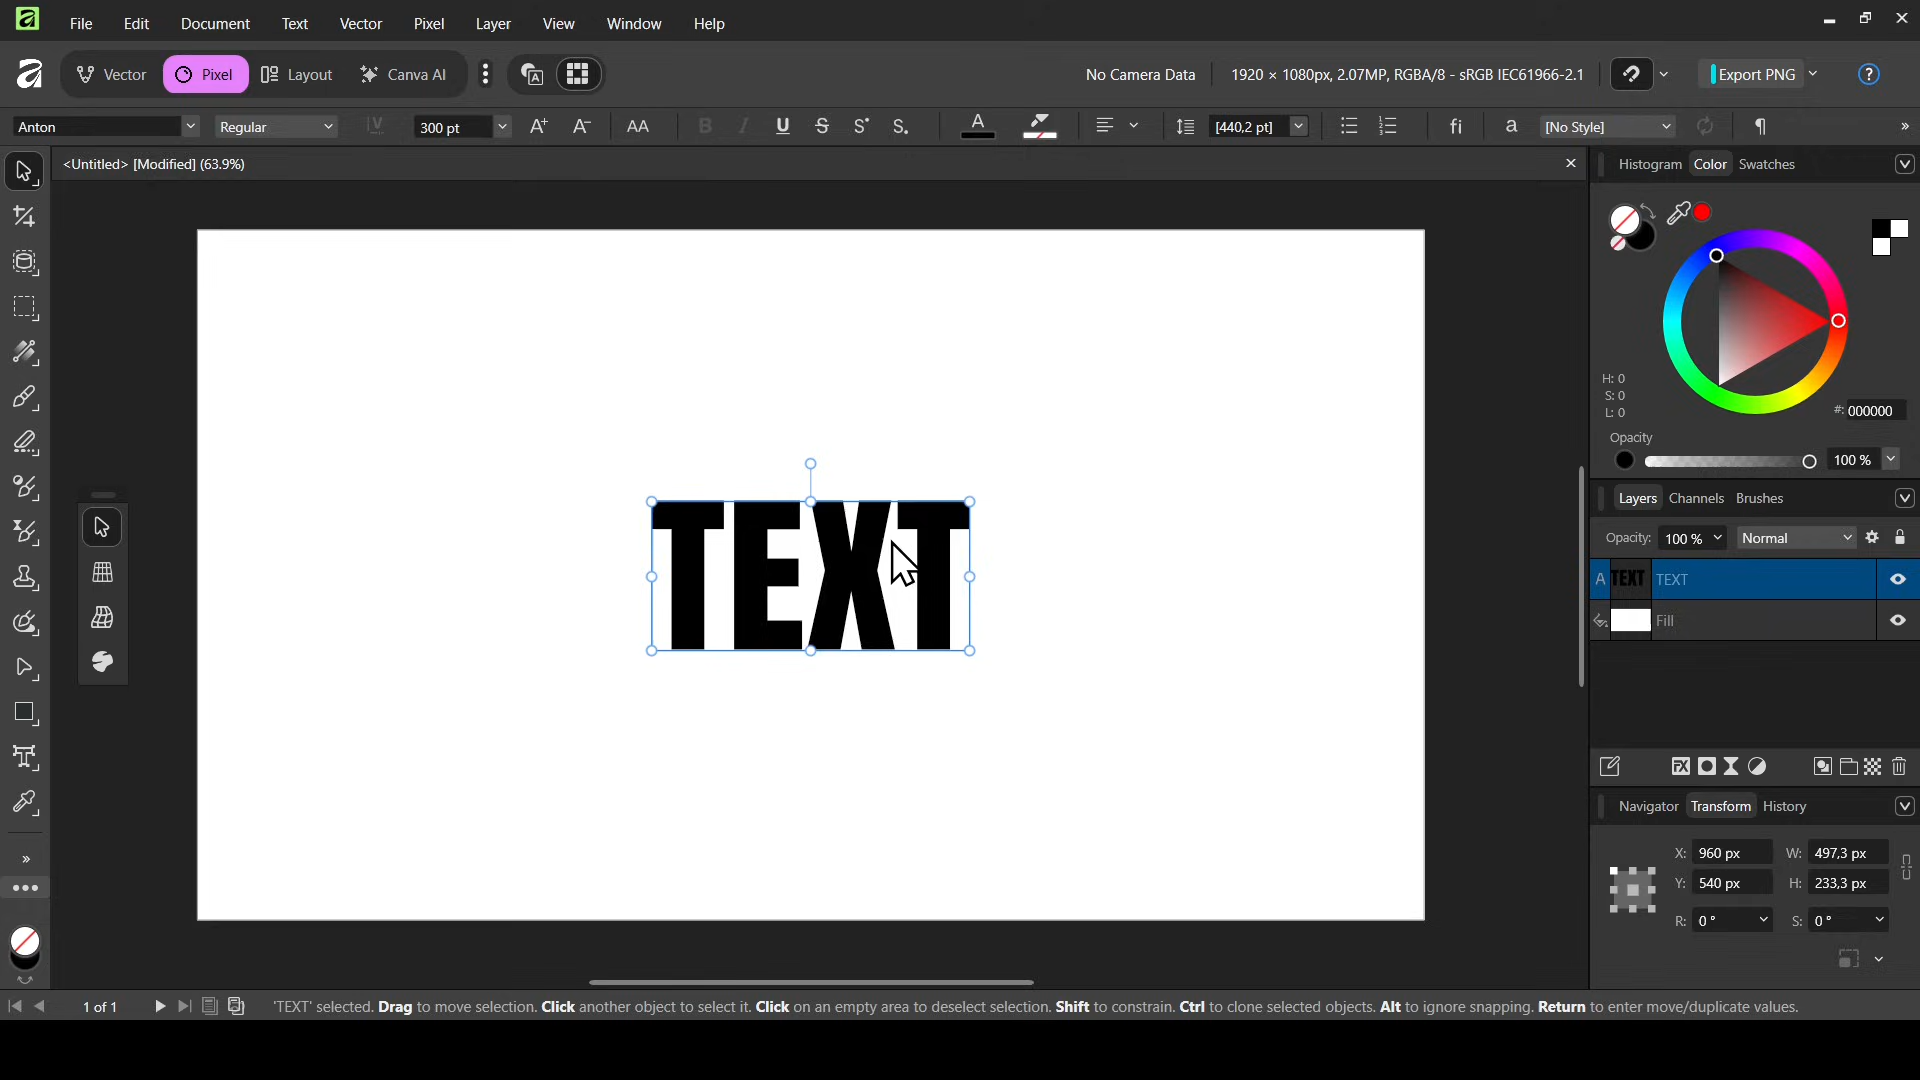 File Edit Document Text Vector Pixel Layer View Window Help
Vector Pixel Layout Canva AI No Camera Data 1920 × 1080px, 2.07MP, RGBA/8 - sRGB IEC61966-2.1 Export PNG ?
Anton Regular 300 pt A+ A- AA B I U S S S. A [440,2 pt] fi a [No Style] ¶ »
<Untitled> [Modified] (63.9%)
Histogram Color Swatches
H: 0
S: 0
L: 0
#: 000000
Opacity
100 %
Layers Channels Brushes
Opacity: 100 % Normal
A TEXT TEXT
Fill
TEXT
Navigator Transform History
X: 960 px W: 497,3 px
Y: 540 px H: 233,3 px
R: 0 ° S: 0 °
1 of 1 'TEXT' selected. Drag to move selection. Click another object to select it. Click on an empty area to deselect selection. Shift to constrain. Ctrl to clone selected objects. Alt to ignore snapping. Return to enter move/duplicate values.